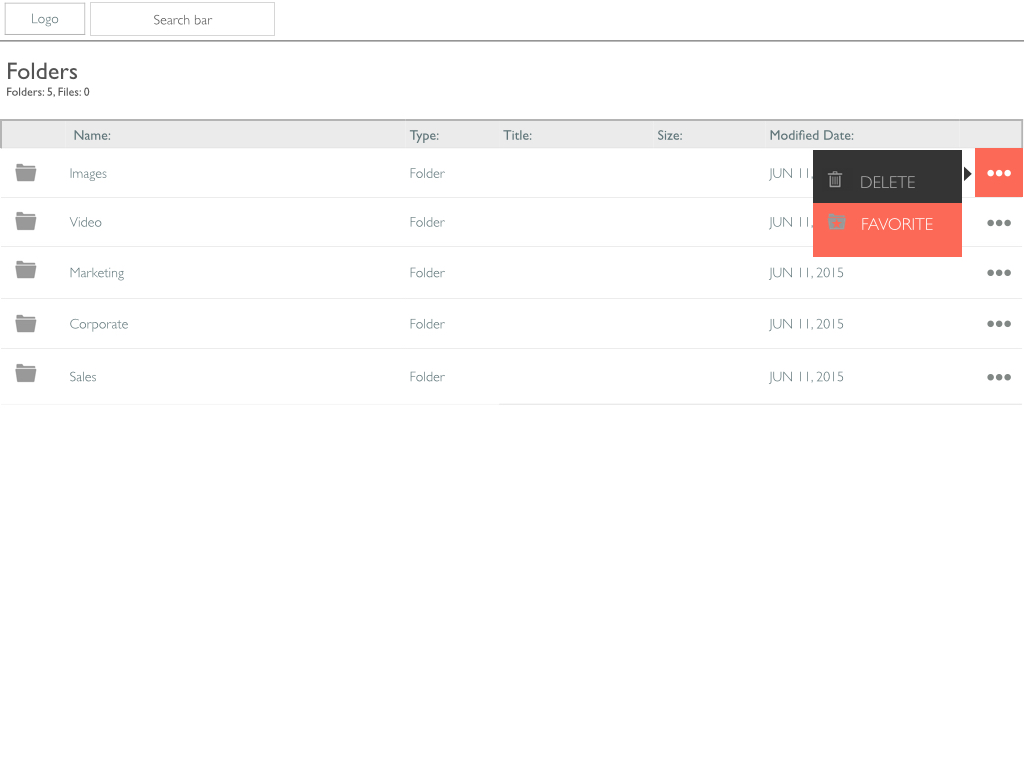 Logo
Search bar
Folders
Folders: 5, Files: 0
Name: Type: Title: Size: Modified Date:
Images Folder JUN 11,
DELETE
Video Folder JUN 11,
FAVORITE
Marketing Folder JUN 11, 2015
Corporate Folder JUN 11, 2015
Sales Folder JUN 11, 2015